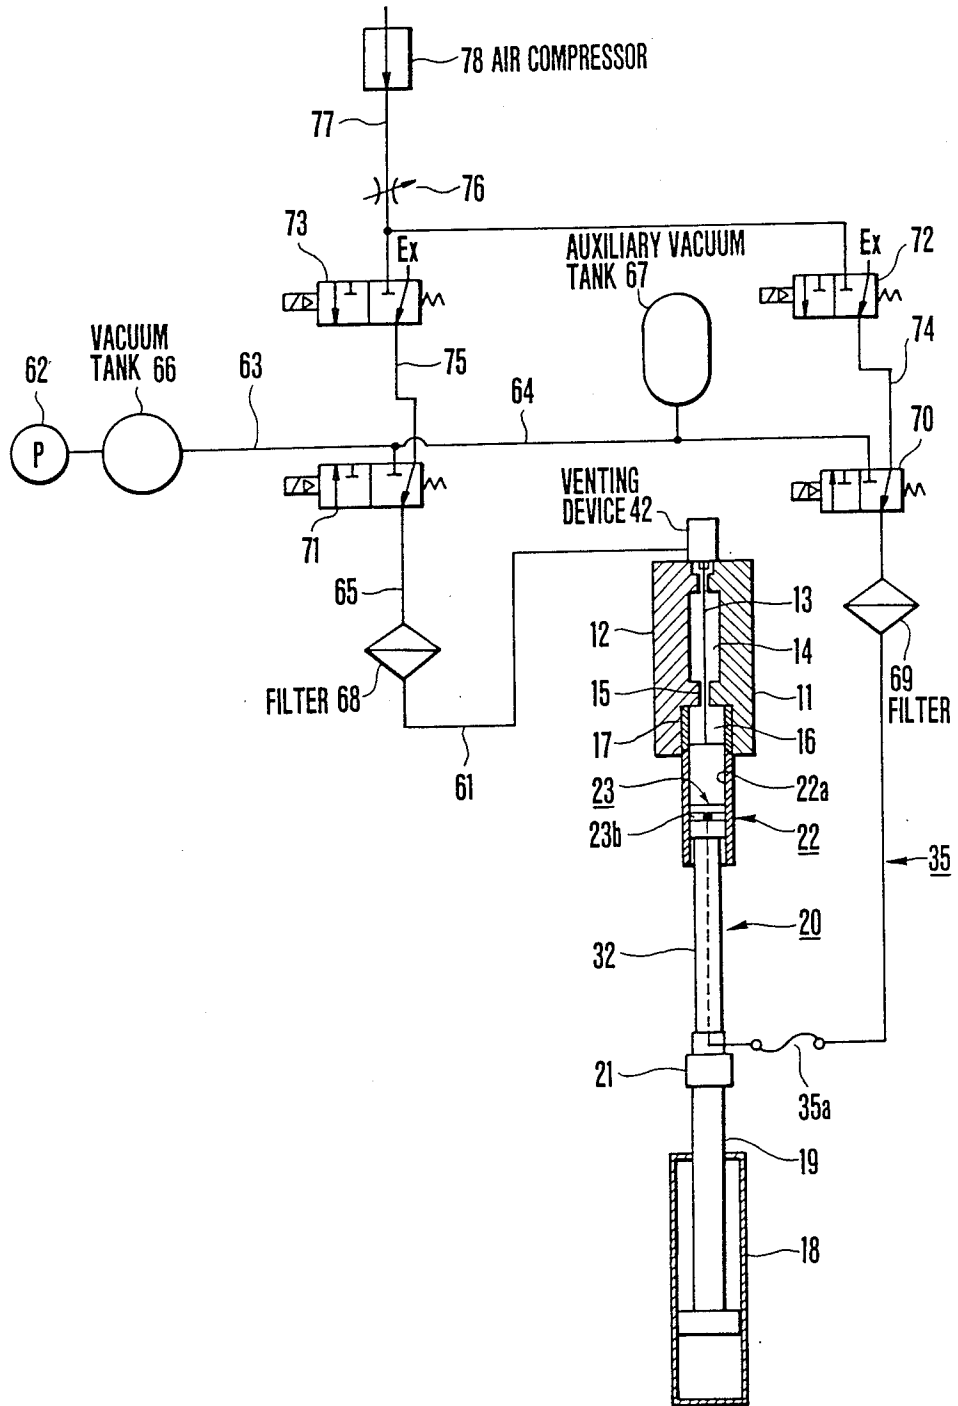 78 AIR COMPRESSOR
77
76
73
Ex
AUXILIARY VACUUM
TANK 67
Ex
72
VACUUM
TANK 66
62
63
75
64
74
70
P
71
VENTING
DEVICE 42
65
13
12
14
FILTER 68
15
11
69
FILTER
17
16
61
23
22a
23b
22
35
20
32
21
35a
19
18